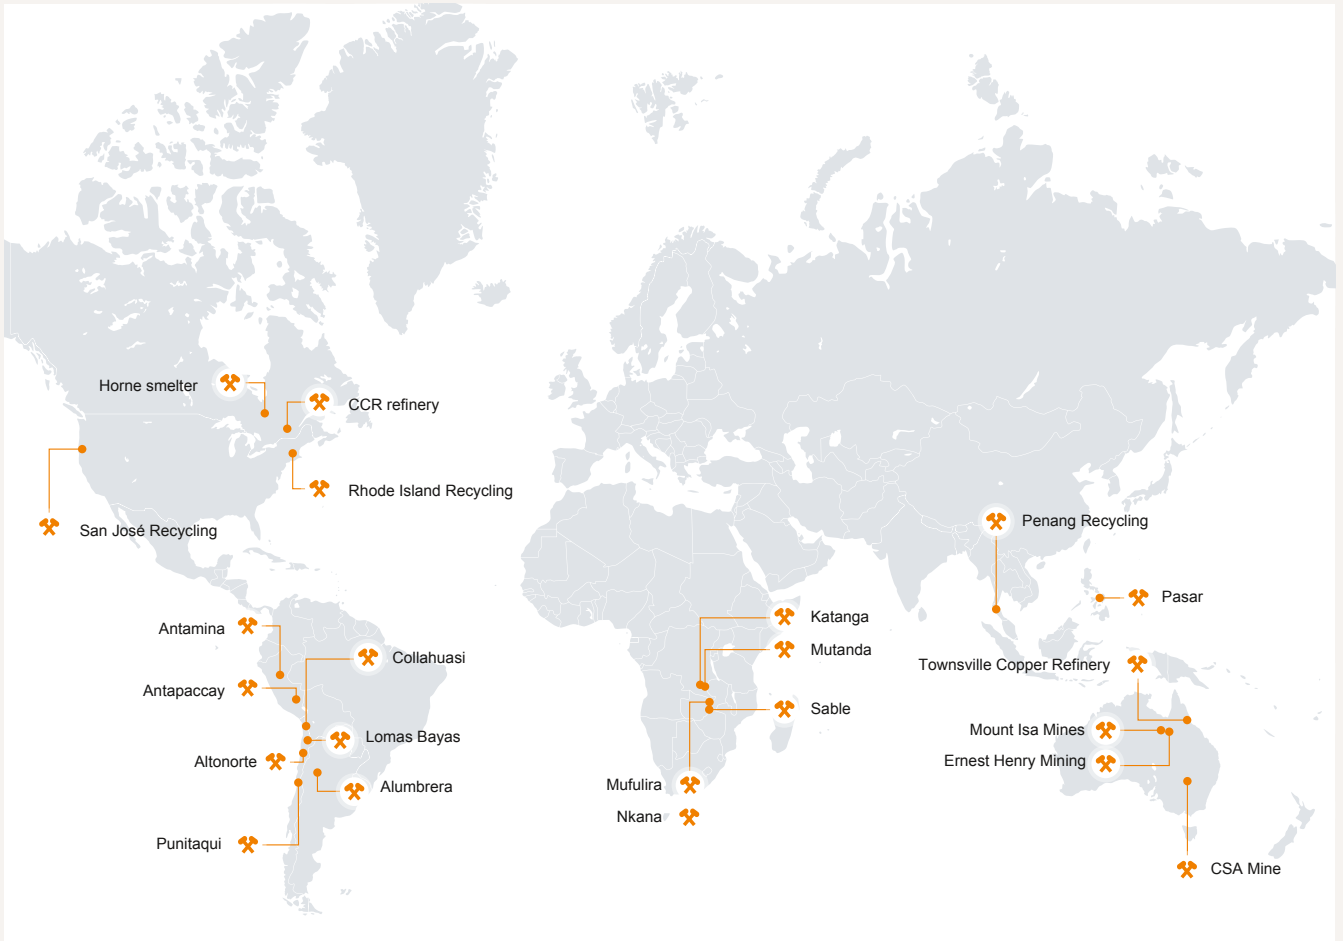 Horne smelter
CCR refinery
Rhode Island Recycling
San José Recycling
Penang Recycling
Pasar
Antamina
Collahuasi
Antapaccay
Lomas Bayas
Altonorte
Alumbrera
Punitaqui
Katanga
Mutanda
Sable
Mufulira
Nkana
Townsville Copper Refinery
Mount Isa Mines
Ernest Henry Mining
CSA Mine